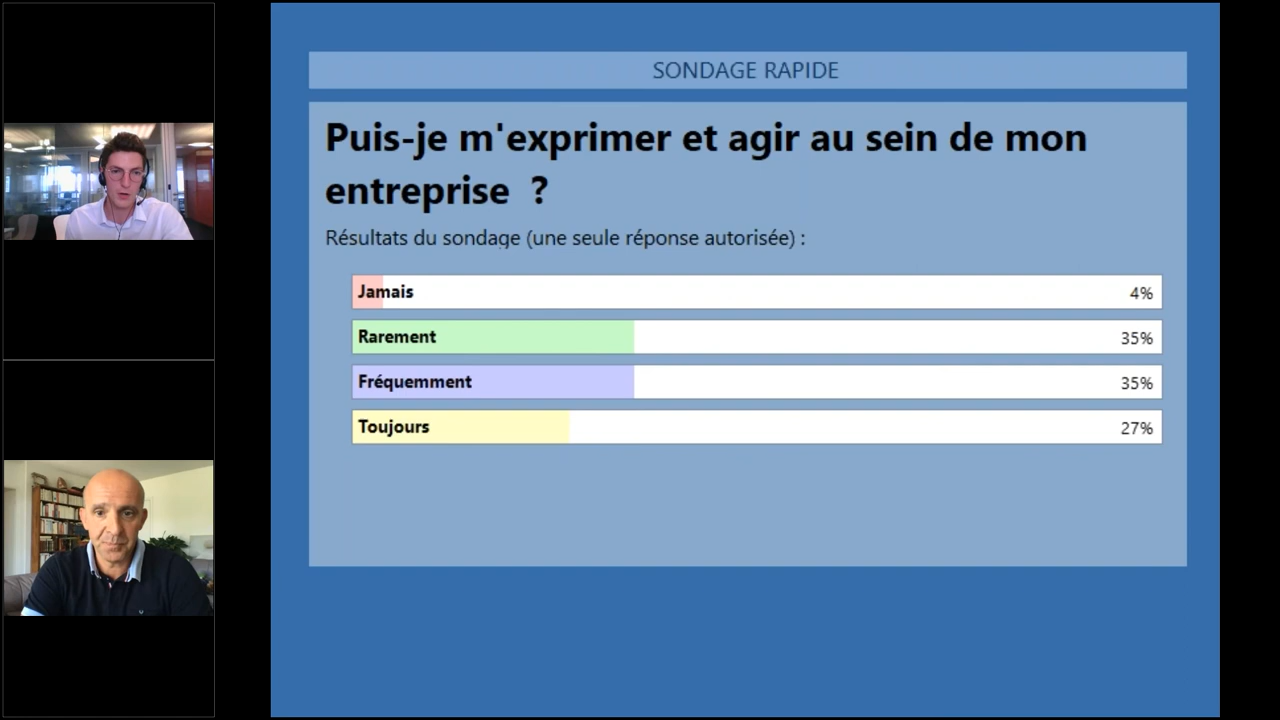 SONDAGE RAPIDE
Puis-je m'exprimer et agir au sein de mon
entreprise ?
Résultats du sondage (une seule réponse autorisée) :
Jamais 4%
Rarement 35%
Fréquemment 35%
Toujours 27%